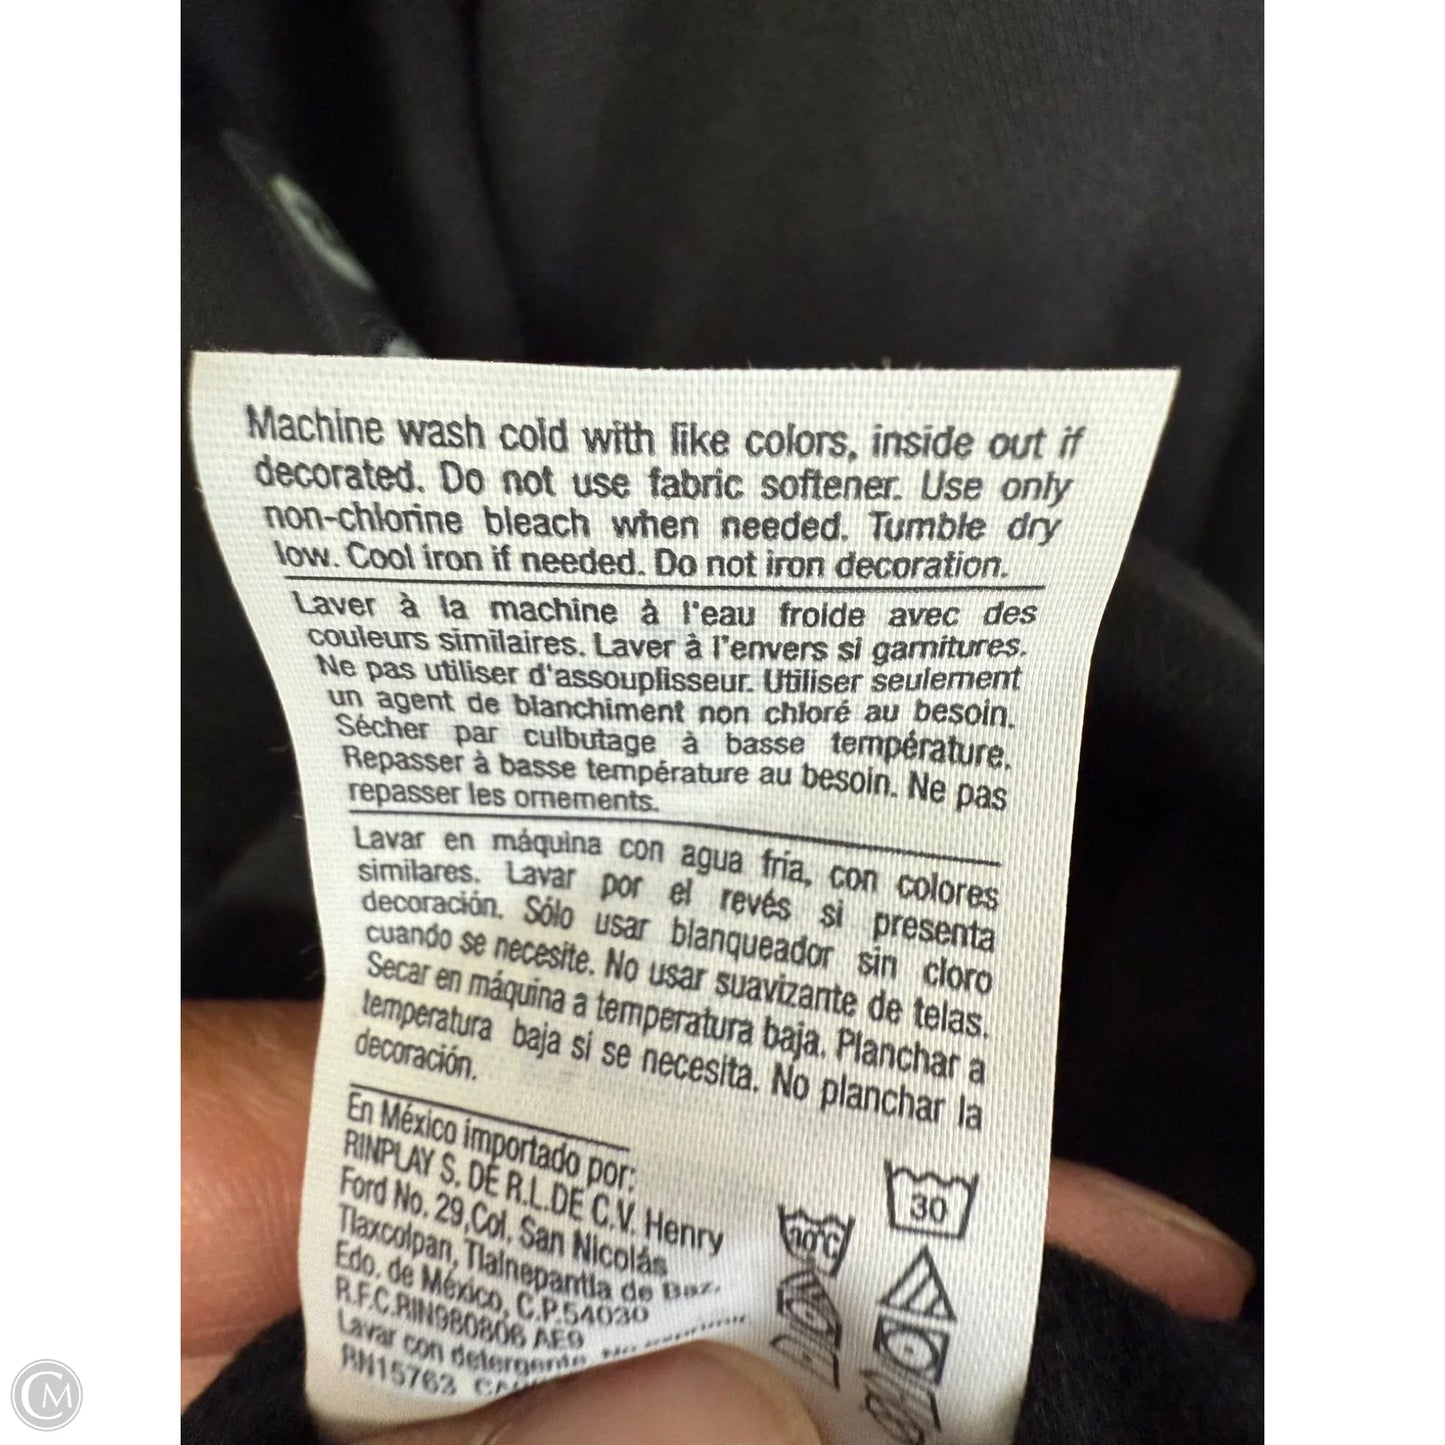 Machine wash cold with like colors, inside out if
decorated. Do not use fabric softener. Use only
non-chlorine bleach when needed. Tumble dry
low. Cool iron if needed. Do not iron decoration.
Laver à la machine à l'eau froide avec des
couleurs similaires. Laver à l'envers si garnitures.
Ne pas utiliser d'assouplisseur. Utiliser seulement
un agent de blanchiment non chloré au besoin.
Sécher par culbutage à basse température.
Repasser à basse température au besoin. Ne pas
repasser les ornements.
Lavar en máquina con agua fría, con colores
similares. Lavar por el revés si presenta
decoración. Sólo usar blanqueador sin cloro
cuando se necesite. No usar suavizante de telas.
Secar en máquina a temperatura baja. Planchar a
temperatura baja si se necesita. No planchar la
decoración.
En México importado por:
RINPLAY S. DE R.L.DE C.V. Henry
Ford No. 29,Col. San Nicolás
Tlaxcolpan, Tlalnepantla de Baz.
Edo. de México, C.P.54030
R.F.C.RIN980806 AE9
Lavar con detergente No exprimir
RN15763
30
30°C
CM